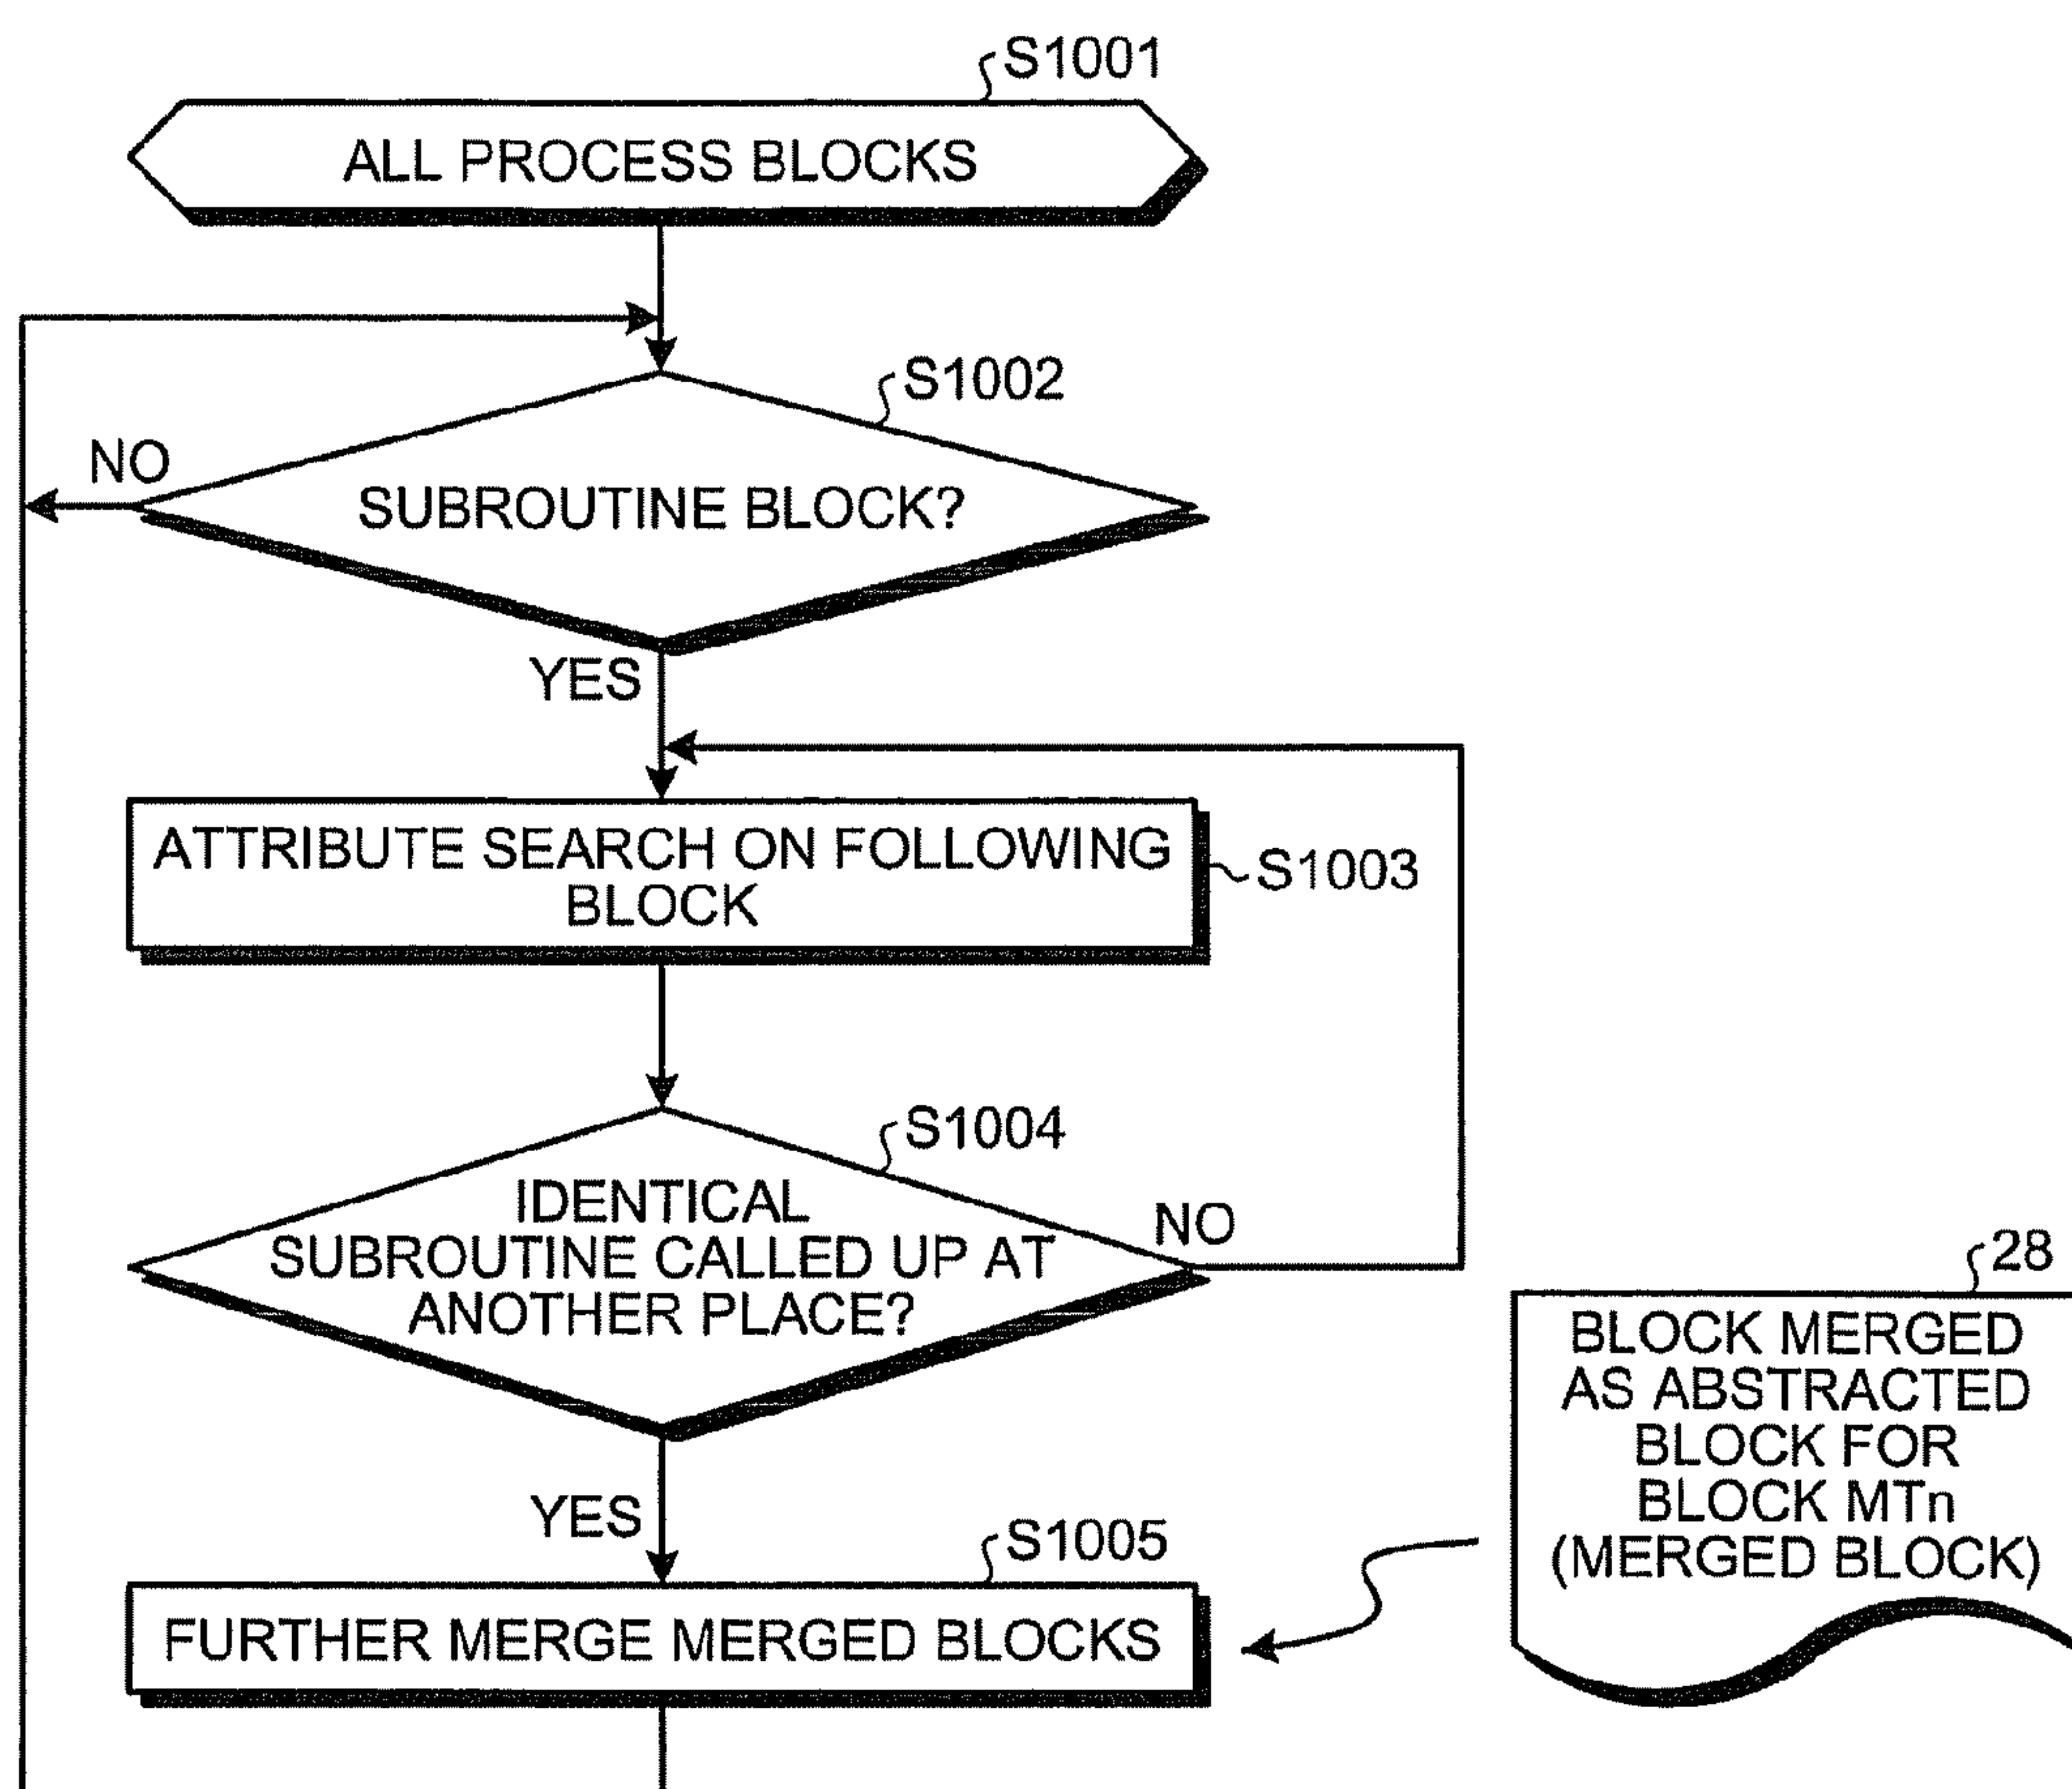 S1001
ALL PROCESS BLOCKS
S1002
NO
SUBROUTINE BLOCK?
YES
ATTRIBUTE SEARCH ON FOLLOWING
BLOCK
S1003
S1004
IDENTICAL
SUBROUTINE CALLED UP AT
ANOTHER PLACE?
NO
YES
S1005
FURTHER MERGE MERGED BLOCKS
28
BLOCK MERGED
AS ABSTRACTED
BLOCK FOR
BLOCK MTn
(MERGED BLOCK)